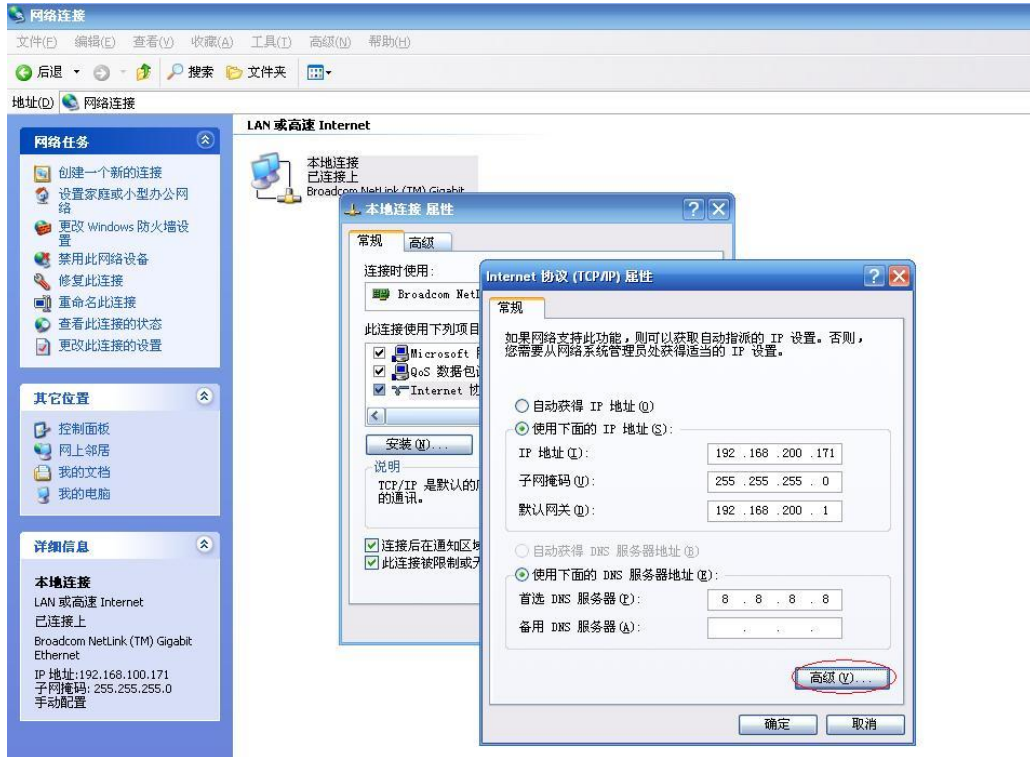 网络连接
文件(F) 编辑(E) 查看(V) 收藏(A) 工具(T) 高级(N) 帮助(H)
后退 搜索 文件夹
地址(D) 网络连接
网络任务
创建一个新的连接
设置家庭或小型办公网
络
更改 Windows 防火墙设
置
禁用此网络设备
修复此连接
重命名此连接
查看此连接的状态
更改此连接的设置
其它位置
控制面板
网上邻居
我的文档
我的电脑
详细信息
本地连接
LAN 或高速 Internet
已连接上
Broadcom NetLink (TM) Gigabit
Ethernet
IP 地址:192.168.100.171
子网掩码: 255.255.255.0
手动配置
LAN 或高速 Internet
本地连接
已连接上
Broadcom NetLink (TM) Gigabit
本地连接 属性
常规 高级
连接时使用:
Broadcom Netl
此连接使用下列项目
Microsoft
QoS 数据包
Internet 协
安装(N)...
说明
TCP/IP 是默认的
的通讯。
连接后在通知区域
此连接被限制或无
Internet 协议 (TCP/IP) 属性
常规
如果网络支持此功能，则可以获取自动指派的 IP 设置。否则，
您需要从网络系统管理员处获得适当的 IP 设置。
自动获得 IP 地址(O)
使用下面的 IP 地址(S):
IP 地址(I): 192 .168 .200 .171
子网掩码(U): 255 .255 .255 . 0
默认网关(D): 192 .168 .200 . 1
自动获得 DNS 服务器地址(B)
使用下面的 DNS 服务器地址(E):
首选 DNS 服务器(P): 8 . 8 . 8 . 8
备用 DNS 服务器(A): . . .
高级(V)...
确定 取消